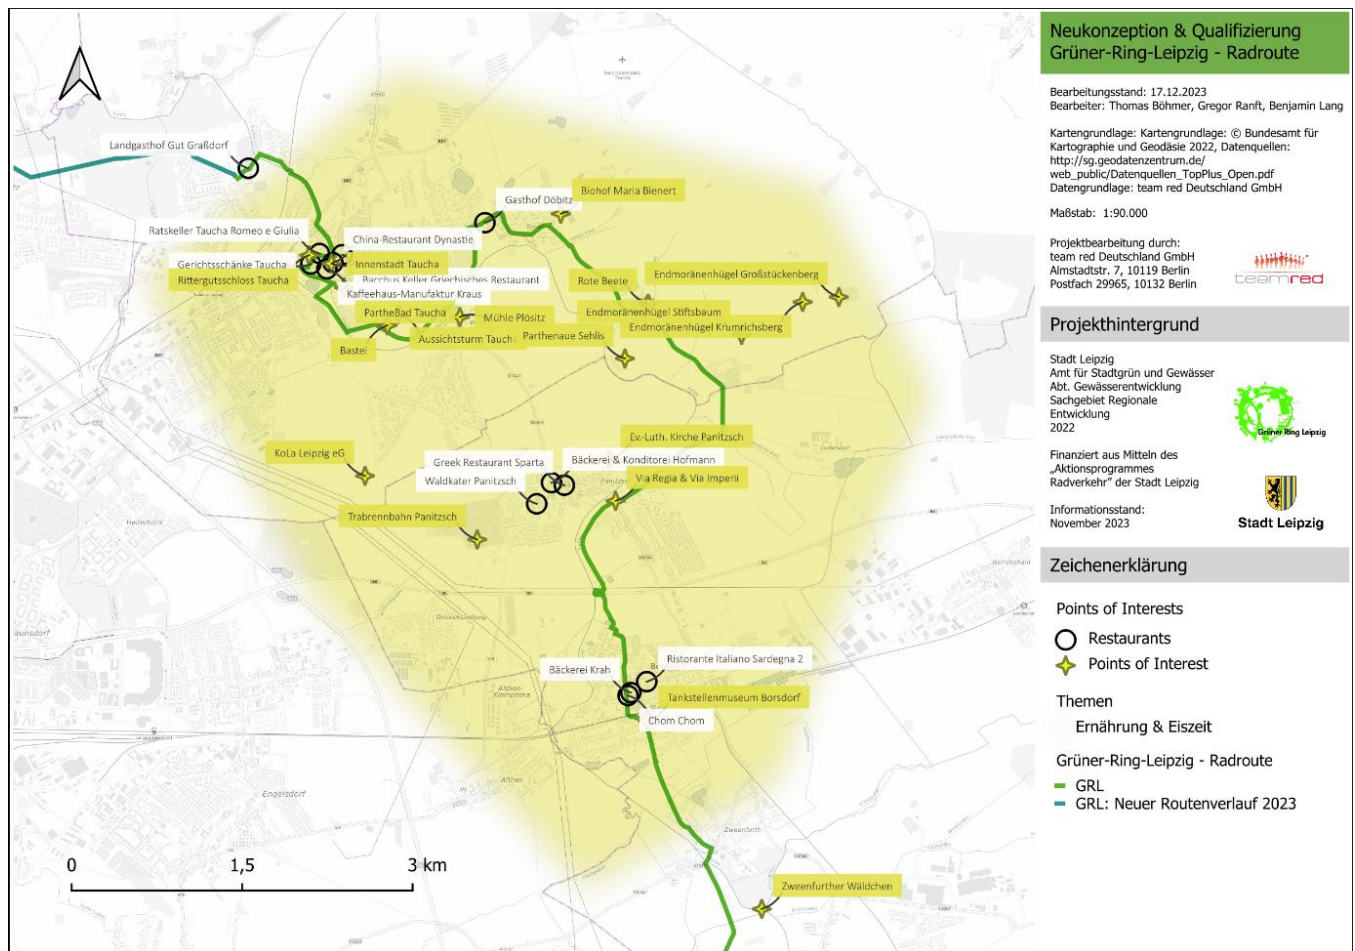 Landgasthof Gut Graßdorf
Biohof Maria Bienert
Gasthof Döbitz
Ratskeller Taucha Romeo e Giulia
China-Restaurant Dynastie
Gerichtsschänke Taucha
Innenstadt Taucha
Rittergutsschloss Taucha
Bacchus Keller Griechisches Restaurant
Kaffeehaus-Manufaktur Kraus
Rote Beete
Endmoränenhügel Großstückenberg
PartheBad Taucha
Mühle Plösitz
Endmoränenhügel Stiftsbaum
Endmoränenhügel Krumrichsberg
Bastei
Aussichtsturm Tauch
Parthenaue Sehlis
Ev.-Luth. Kirche Panitzsch
KoLa Leipzig eG
Greek Restaurant Sparta
Bäckerei & Konditorei Hofmann
Waldkater Panitzsch
Via Regia & Via Imperii
Trabrennbahn Panitzsch
Heiterblick
Althen-
Kleinpösna
Bäckerei Krah
Ristorante Italiano Sardegna 2
Tankstellenmuseum Borsdorf
Chom Chom
Althen
Engelsdorf
Zweenfurth
Zweenfurther Wäldchen
0 1,5 3 km
Neukonzeption & Qualifizierung
Grüner-Ring-Leipzig - Radroute
Bearbeitungsstand: 17.12.2023
Bearbeiter: Thomas Böhmer, Gregor Ranft, Benjamin Lang
Kartengrundlage: Kartengrundlage: © Bundesamt für
Kartographie und Geodäsie 2022, Datenquellen:
http://sg.geodatenzentrum.de/
web_public/Datenquellen_TopPlus_Open.pdf
Datengrundlage: team red Deutschland GmbH
Maßstab: 1:90.000
Projektbearbeitung durch:
team red Deutschland GmbH
Almstadtstr. 7, 10119 Berlin
Postfach 29965, 10132 Berlin
teamred
Projekthintergrund
Stadt Leipzig
Amt für Stadtgrün und Gewässer
Abt. Gewässerentwicklung
Sachgebiet Regionale
Entwicklung
2022
Grüner Ring Leipzig
Finanziert aus Mitteln des
„Aktionsprogrammes
Radverkehr” der Stadt Leipzig
Informationsstand:
November 2023
Stadt Leipzig
Zeichenerklärung
Points of Interests
Restaurants
Points of Interest
Themen
Ernährung & Eiszeit
Grüner-Ring-Leipzig - Radroute
GRL
GRL: Neuer Routenverlauf 2023